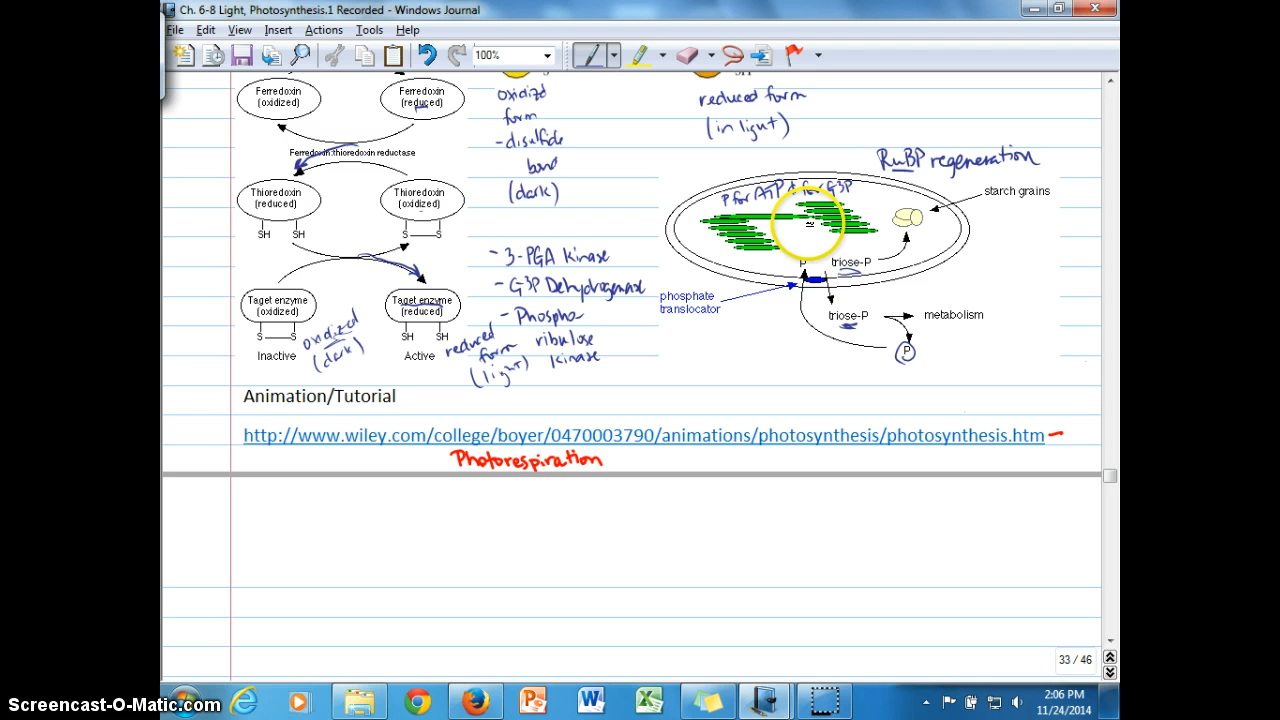 Ch. 6-8 Light, Photosynthesis.1 Recorded - Windows Journal
File Edit View Insert Actions Tools Help
100%
Ferredoxin (oxidized)
Ferredoxin (reduced)
Ferredoxin:thioredoxin reductase
Thioredoxin (reduced)
Thioredoxin (oxidized)
SH SH
S S
Taget enzyme (oxidized)
Taget enzyme (reduced)
S S
SH SH
Inactive
Active
oxidized
(dark)
reduced
form
(light)
oxidizd
form
-disulfide
bond
(dark)
reduced form
(in light)
- 3-PGA Kinase
- G3P Dehydrogenase
- Phospho
ribulose
kinase
RuBP regeneration
P for ATP & for G3P
starch grains
P
triose-P
phosphate
translocator
triose-P
metabolism
P
Animation/Tutorial
http://www.wiley.com/college/boyer/0470003790/animations/photosynthesis/photosynthesis.htm -
Photorespiration
33 / 46
2:06 PM
11/24/2014
Screencast-O-Matic.com